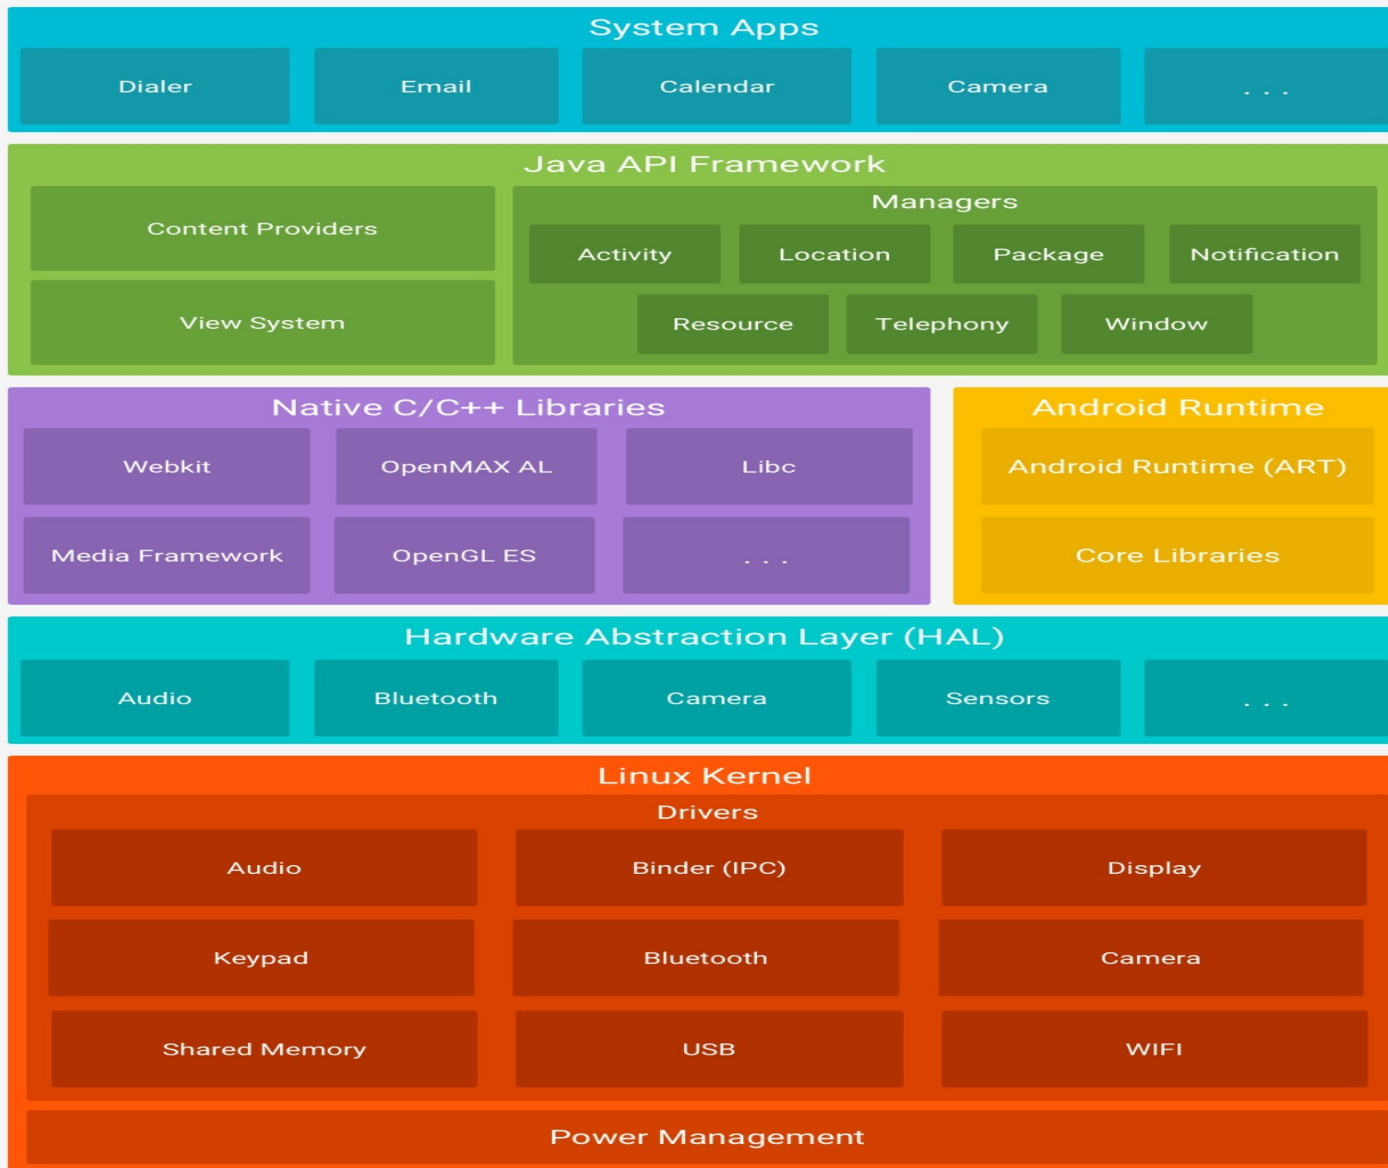 System Apps
Dialer Email Calendar Camera . . .
Java API Framework
Content Providers
View System
Managers
Activity Location Package Notification
Resource Telephony Window
Native C/C++ Libraries
Webkit OpenMAX AL Libc
Media Framework OpenGL ES . . .
Android Runtime
Android Runtime (ART)
Core Libraries
Hardware Abstraction Layer (HAL)
Audio Bluetooth Camera Sensors . . .
Linux Kernel
Drivers
Audio Binder (IPC) Display
Keypad Bluetooth Camera
Shared Memory USB WIFI
Power Management